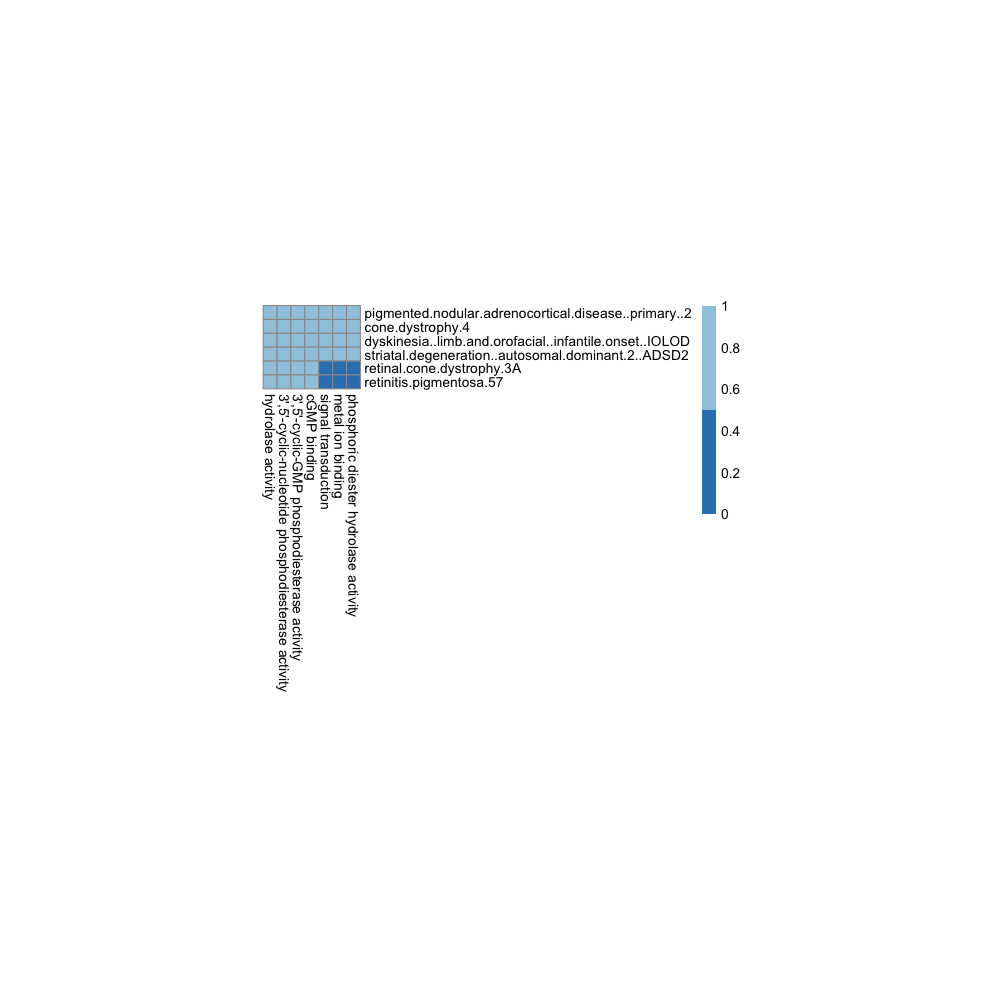 pigmented.nodular.adrenocortical.disease..primary..2
cone.dystrophy.4
dyskinesia..limb.and.orofacial..infantile.onset..IOLOD
striatal.degeneration..autosomal.dominant.2..ADSD2
retinal.cone.dystrophy.3A
retinitis.pigmentosa.57
1
0.8
0.6
0.4
0.2
0
hydrolase activity
3',5'-cyclic-nucleotide phosphodiesterase activity
3',5'-cyclic-GMP phosphodiesterase activity
cGMP binding
signal transduction
metal ion binding
phosphoric diester hydrolase activity